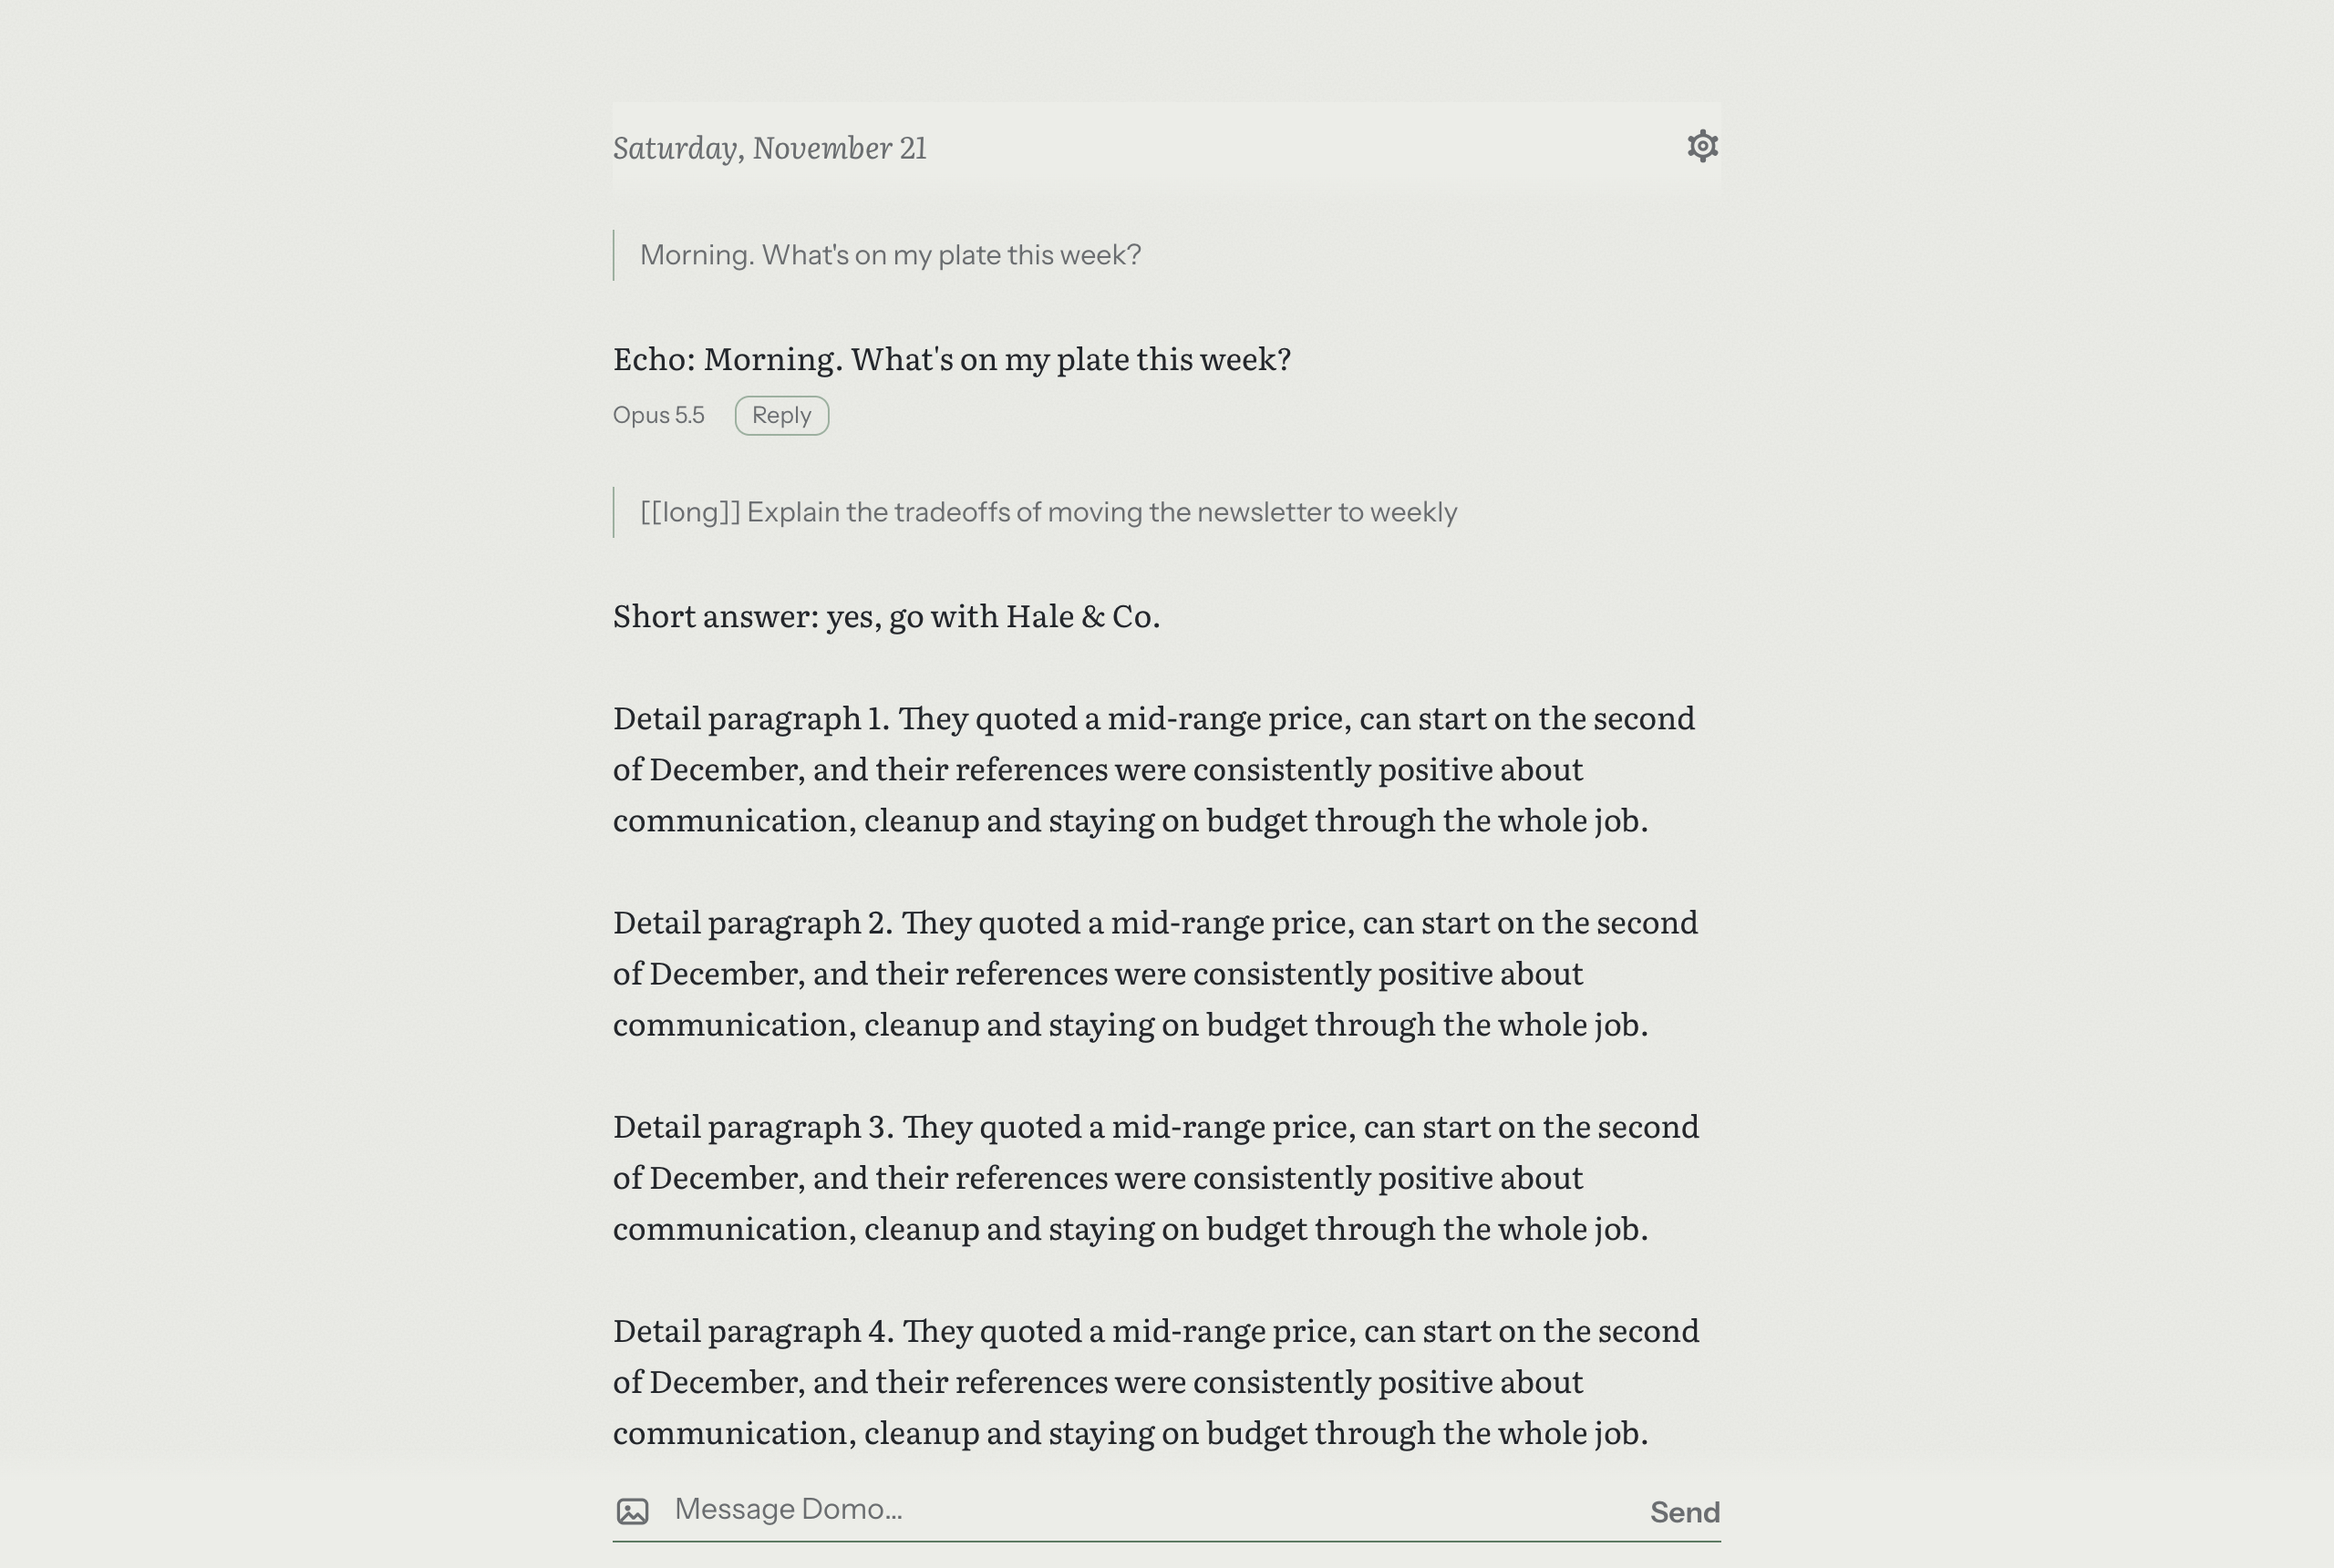 Saturday, November 21
Morning. What's on my plate this week?
Echo: Morning. What's on my plate this week?
Opus 5.5 Reply
[[long]] Explain the tradeoffs of moving the newsletter to weekly
Short answer: yes, go with Hale & Co.
Detail paragraph 1. They quoted a mid-range price, can start on the second
of December, and their references were consistently positive about
communication, cleanup and staying on budget through the whole job.
Detail paragraph 2. They quoted a mid-range price, can start on the second
of December, and their references were consistently positive about
communication, cleanup and staying on budget through the whole job.
Detail paragraph 3. They quoted a mid-range price, can start on the second
of December, and their references were consistently positive about
communication, cleanup and staying on budget through the whole job.
Detail paragraph 4. They quoted a mid-range price, can start on the second
of December, and their references were consistently positive about
communication, cleanup and staying on budget through the whole job.
Message Domo... Send